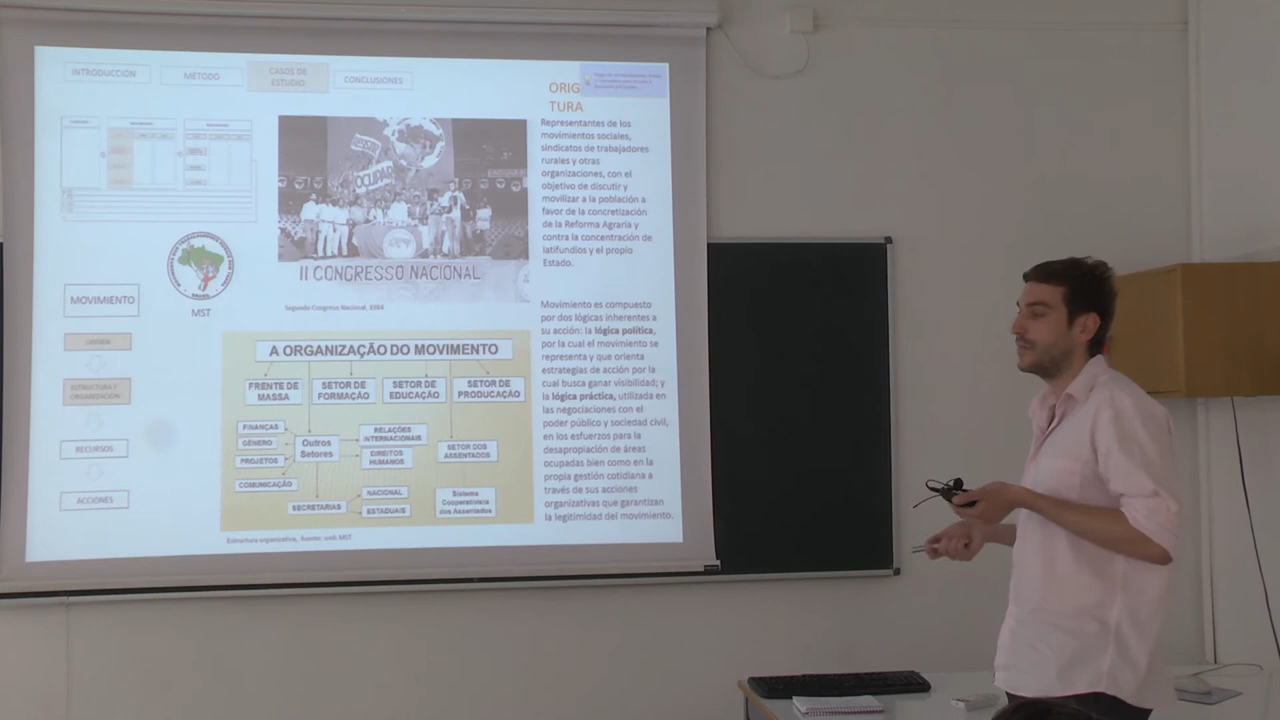 INTRODUCCIÓN
MÉTODO
CASOS DE
ESTUDIO
CONCLUSIONES
ORIG
TURA
Representantes de los
movimientos sociales,
sindicatos de trabajadores
rurales y otras
organizaciones, con el
objetivo de discutir y
movilizar a la población a
favor de la concretización
de la Reforma Agraria y
contra la concentración de
latifundios y el propio
Estado.
OCUPAR
II CONGRESSO NACIONAL
Segundo Congreso Nacional,
BRASIL
MST
MOVIMIENTO
ORIGEN
ESTRUCTURA Y
ORGANIZACIÓN
RECURSOS
ACCIONES
A ORGANIZAÇÃO DO MOVIMENTO
FRENTE DE
MASSA
SETOR DE
FORMAÇÃO
SETOR DE
EDUCAÇÃO
SETOR DE
PRODUCAÇÃO
FINANÇAS
GÉNERO
PROJETOS
COMUNICAÇÃO
Outros
Setores
RELAÇÕES
INTERNACIONAIS
DIREITOS
HUMANOS
SETOR DOS
ASSENTADOS
SECRETARIAS
NACIONAL
ESTADUAIS
Sistema
Cooperativista
dos Assentados
Estructura organizativa, fuente: web MST
Movimiento es compuesto
por dos lógicas inherentes a
su acción: la lógica política,
por la cual el movimiento se
representa y que orienta
estrategias de acción por la
cual busca ganar visibilidad; y
la lógica práctica, utilizada en
las negociaciones con el
poder público y sociedad civil,
en los esfuerzos para la
desapropiación de áreas
ocupadas bien como en la
propia gestión cotidiana a
través de sus acciones
organizativas que garantizan
la legitimidad del movimiento.